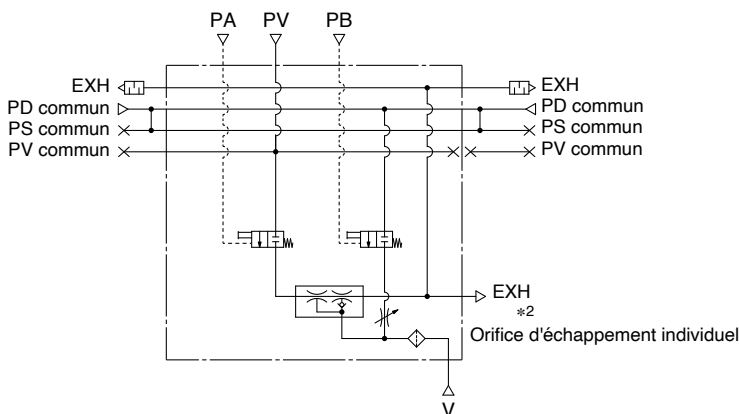 PA PV PB
EXH EXH
PD commun PD commun
PS commun PS commun
PV commun PV commun
EXH
*2
Orifice d'échappement individuel
V